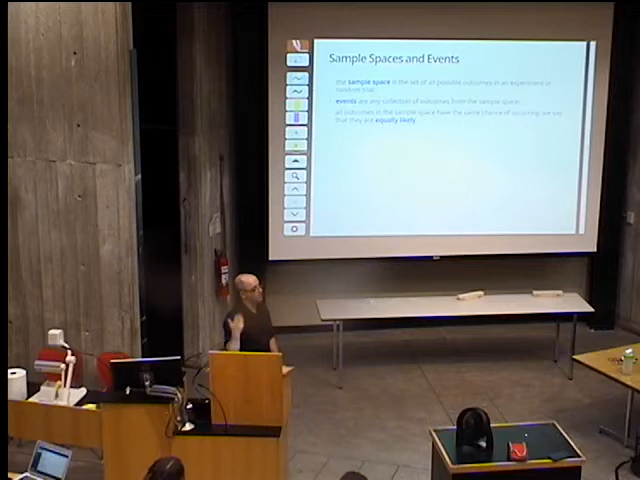 Sample Spaces and Events
the sample space is the set of all possible outcomes in an experiment or
random trial.
events are any collection of outcomes from the sample space.
all outcomes in the sample space have the same chance of occurring, we say
that they are equally likely.